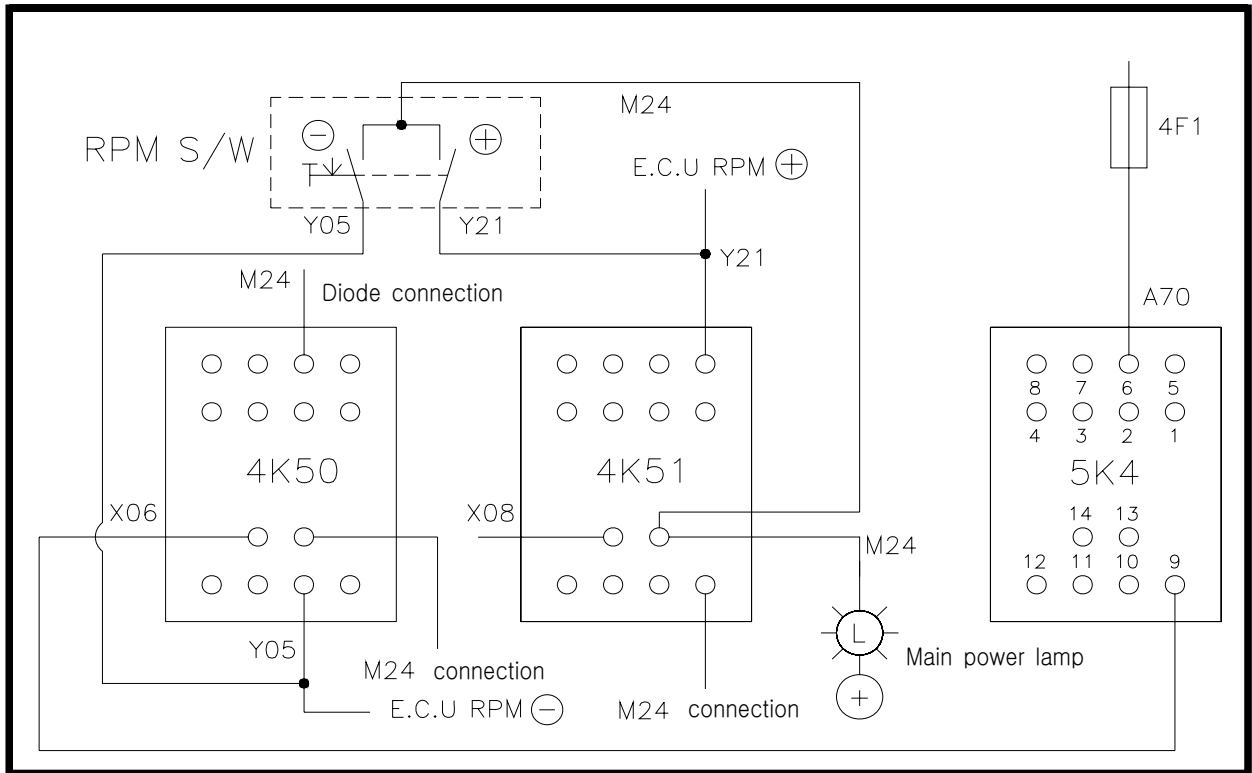 M24
4F1
RPM S/W
E.C.U RPM
Y05
Y21
Y21
M24
Diode connection
A70
8 7 6 5
4 3 2 1
4K50
4K51
5K4
X06
X08
14 13
M24
12 11 10 9
L
Main power lamp
Y05
M24 connection
E.C.U RPM
M24 connection